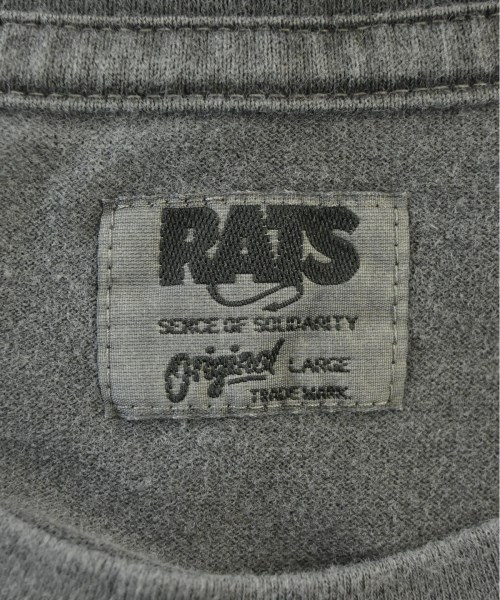 RATS
SENCE OF SOLIDARITY
Original LARGE
TRADE MARK